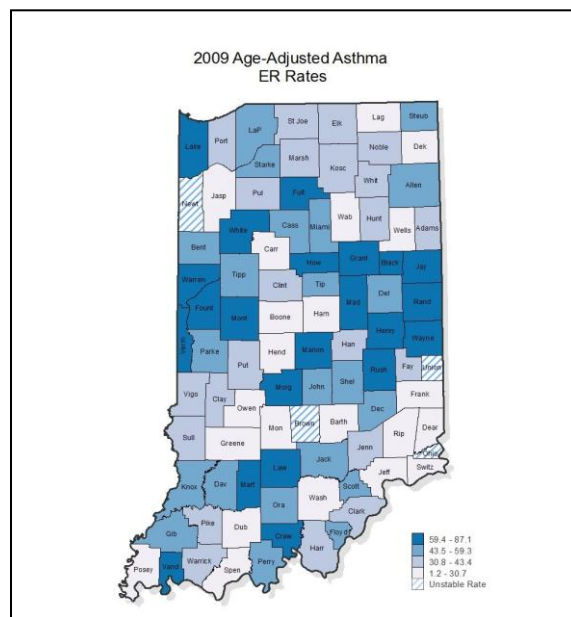 2009 Age-Adjusted Asthma
ER Rates
Lake Port LaP St Joe Elk Lag Steub
Starke Marsh Kosc Noble Dek
Newt Jasp Pul Fult Whit Allen
White Cass Miami Wab Hunt Wells Adams
Bent Carr How Grant Black Jay
Warren Tipp Clint Tip Mad Del Rand
Fount Mont Boone Ham Henry Wayne
Parke Put Hend Marion Han Rush Fay Union
Vigo Clay Owen Morg John Shel Dec Frank
Sull Greene Mon Brown Barth Jenn Rip Dear
Ohio
Knox Dav Mart Law Jack Scott Jeff Switz
Gib Pike Dub Ora Wash Clark
Posey Vand Warrick Spen Perry Craw Harr Floyd
59.4 - 87.1
43.5 - 59.3
30.8 - 43.4
1.2 - 30.7
Unstable Rate